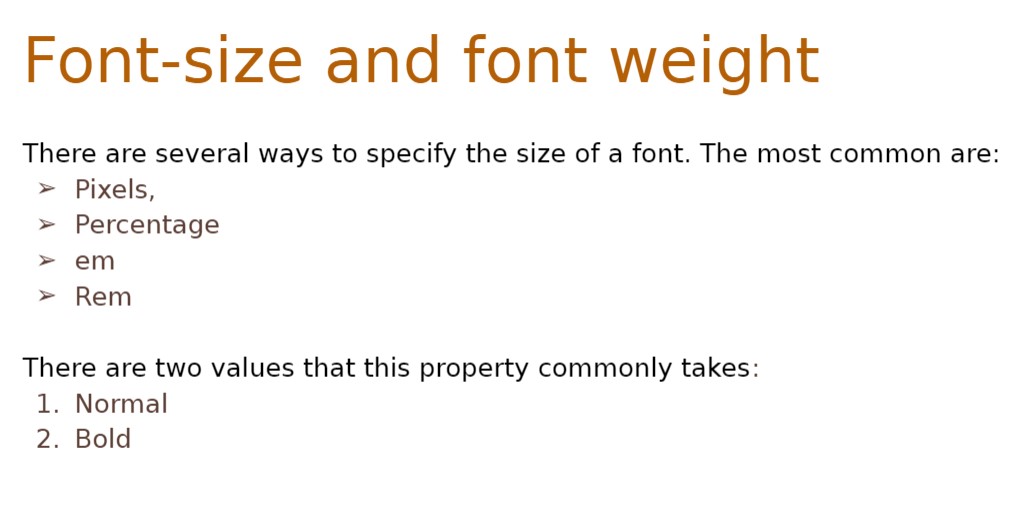 Font-size and font weight
There are several ways to specify the size of a font. The most common are:
➢ Pixels,
➢ Percentage
➢ em
➢ Rem
There are two values that this property commonly takes:
1. Normal
2. Bold